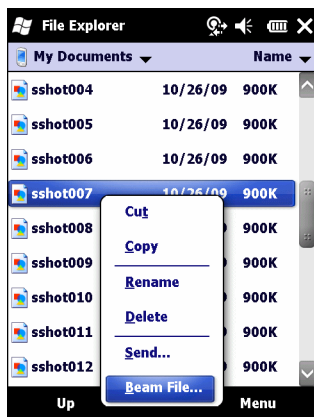 File Explorer
My Documents Name
sshot004 10/26/09 900K
sshot005 10/26/09 900K
sshot006 10/26/09 900K
sshot007 10/26/09 900K
sshot008 900K
sshot009 900K
sshot010 900K
sshot011 900K
sshot012 900K
Cut
Copy
Rename
Delete
Send...
Beam File...
Up Menu